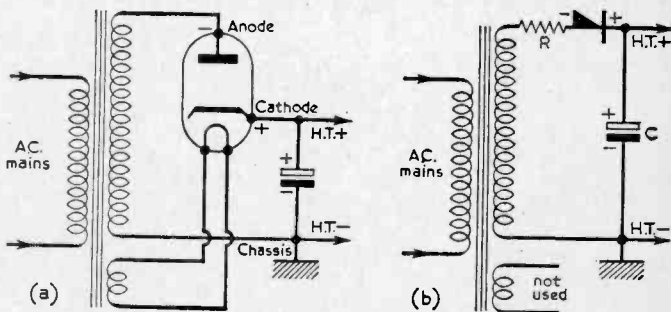 Anode
-
Cathode
+
H.T.+
A.C.
mains
+
-
H.T.-
Chassis
(a)
- +
R
H.T.+
A.C.
mains
+
-
C
H.T.-
not
used
(b)